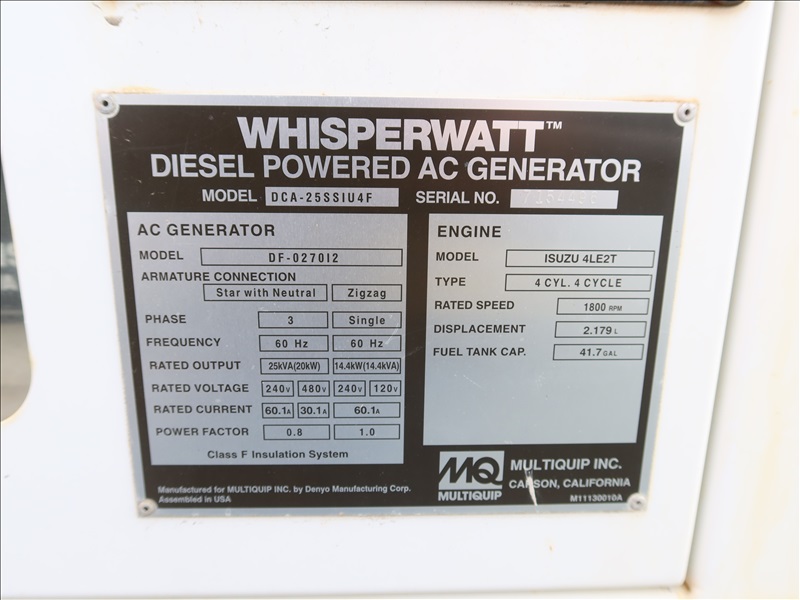 WHISPERWATT™
DIESEL POWERED AC GENERATOR
MODEL DCA-25SSIU4F SERIAL NO.
AC GENERATOR
MODEL DF-0270I2
ARMATURE CONNECTION
Star with Neutral Zigzag
PHASE 3 Single
FREQUENCY 60 Hz 60 Hz
RATED OUTPUT 25kVA(20kW) 14.4kW(14.4kVA)
RATED VOLTAGE 240V 480V 240V 120V
RATED CURRENT 60.1A 30.1A 60.1A
POWER FACTOR 0.8 1.0
Class F Insulation System
ENGINE
MODEL ISUZU 4LE2T
TYPE 4 CYL. 4 CYCLE
RATED SPEED 1800 RPM
DISPLACEMENT 2.179 L
FUEL TANK CAP. 41.7 GAL
Manufactured for MULTIQUIP INC. by Denyo Manufacturing Corp.
Assembled in USA
MQ
MULTIQUIP
MULTIQUIP INC.
CARSON, CALIFORNIA
M11130010A